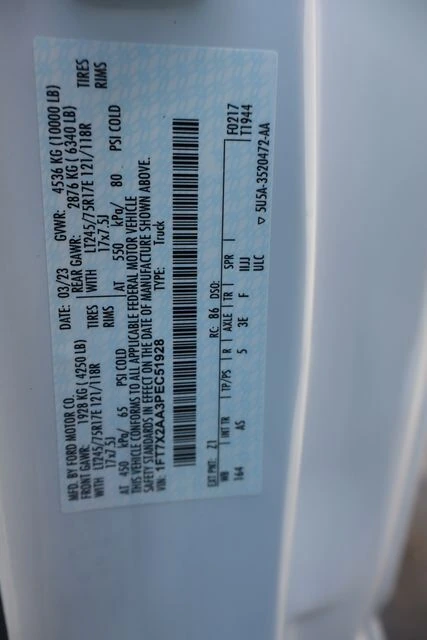 MFD. BY FORD MOTOR CO.
DATE: 03/23 GVWR: 4536 KG (10000 LB)
FRONT GAWR: 1928 KG (4250 LB) REAR GAWR: 2876 KG (6340 LB)
WITH LT245/75R17E 121/118R TIRES WITH LT245/75R17E 121/118R TIRES
17x7.5J RIMS 17x7.5J RIMS
AT 450 kPa/ 65 PSI COLD AT 550 kPa/ 80 PSI COLD
THIS VEHICLE CONFORMS TO ALL APPLICABLE FEDERAL MOTOR VEHICLE
SAFETY STANDARDS IN EFFECT ON THE DATE OF MANUFACTURE SHOWN ABOVE.
VIN: 1FT7X2AA3PEC51928 TYPE: Truck
F0217
T1944
EXT PNT: Z1 RC: 86 DSO:
WB INT TR TP/PS R AXLE TR SPR
164 AS 5 3E F IIJJ
ULC
▽ 5U5A-3520472-AA